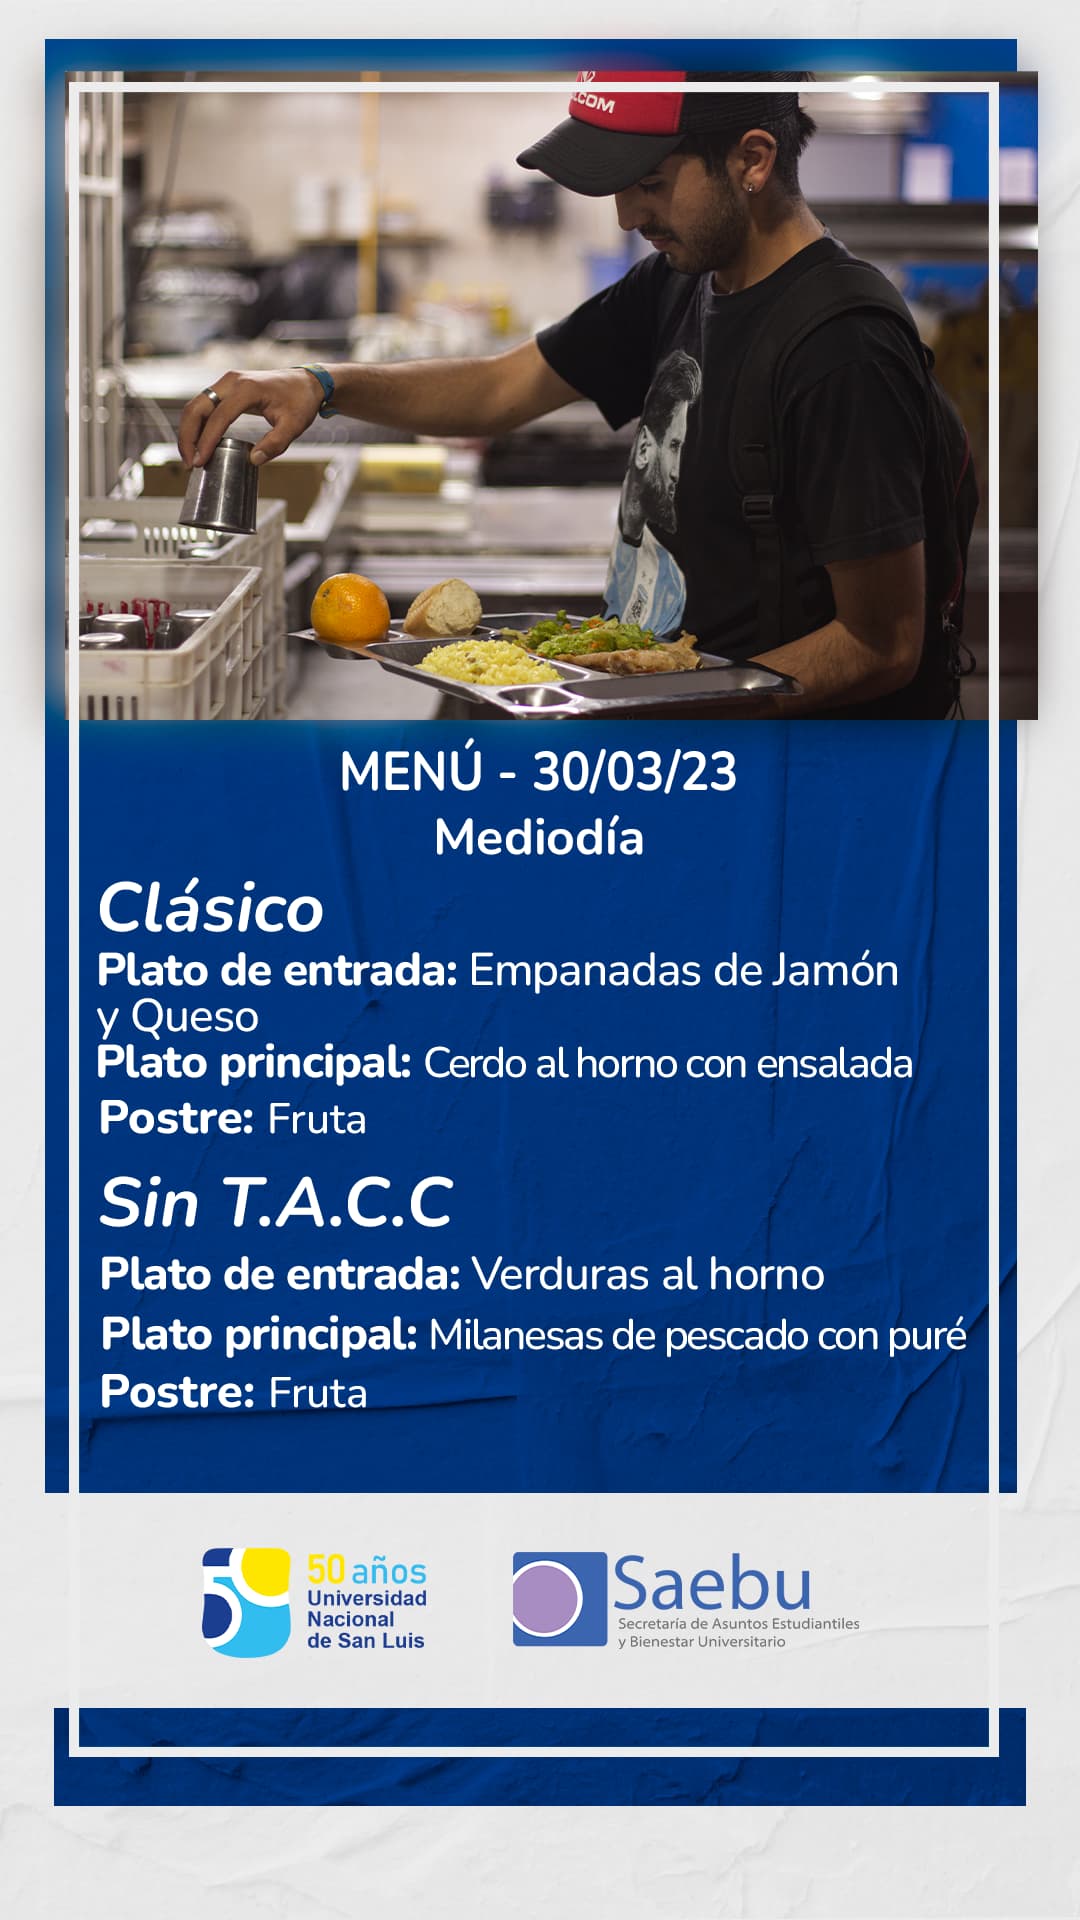 .COM
MENÚ - 30/03/23
Mediodía
Clásico
Plato de entrada: Empanadas de Jamón
y Queso
Plato principal: Cerdo al horno con ensalada
Postre: Fruta
Sin T.A.C.C
Plato de entrada: Verduras al horno
Plato principal: Milanesas de pescado con puré
Postre: Fruta
50 años
Universidad
Nacional
de San Luis
Saebu
Secretaría de Asuntos Estudiantiles
y Bienestar Universitario